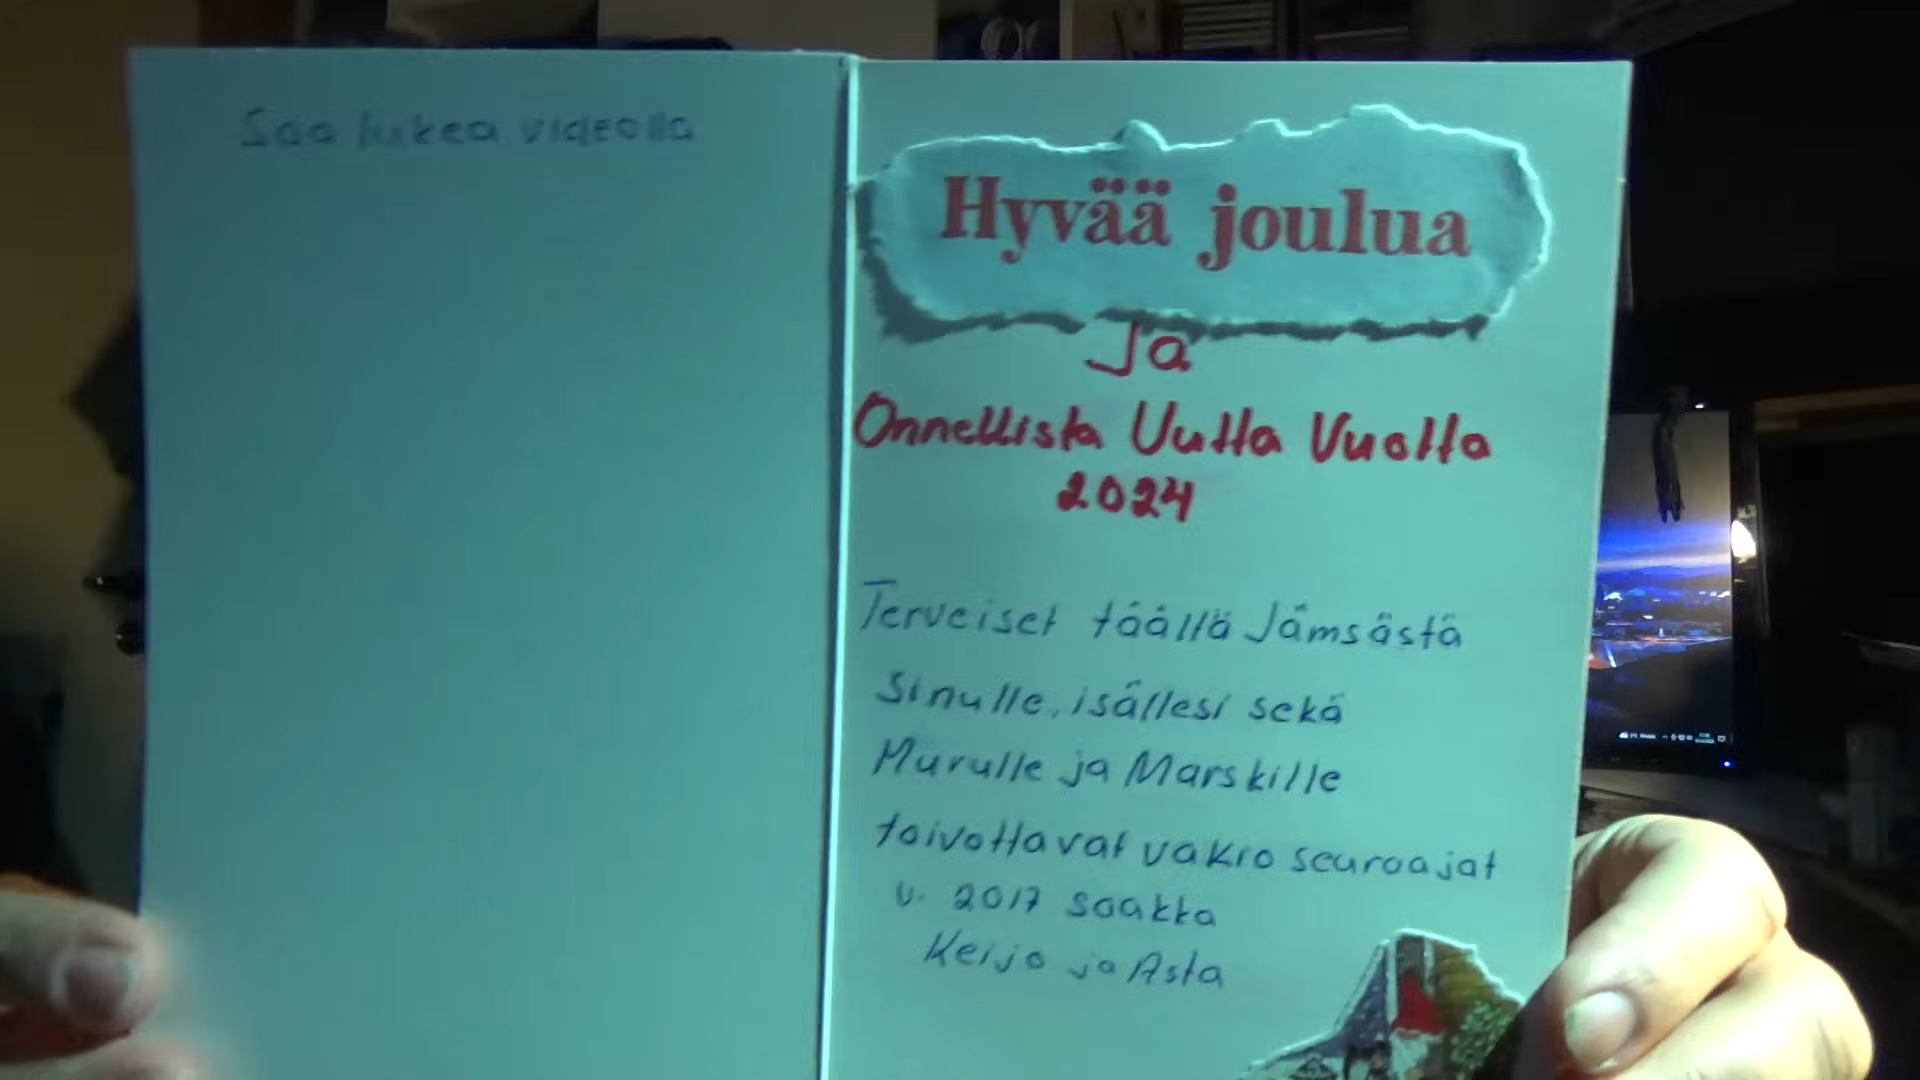 Saa lukea videolla
Hyvää joulua
Ja
Onnellista Uutta Vuotta
2024
Terveiset täällä Jämsästä
Sinulle, isällesi sekä
Murulle ja Marskille
toivottavat vakio seuraajat
v. 2017 saakka
Keijo ja Asta